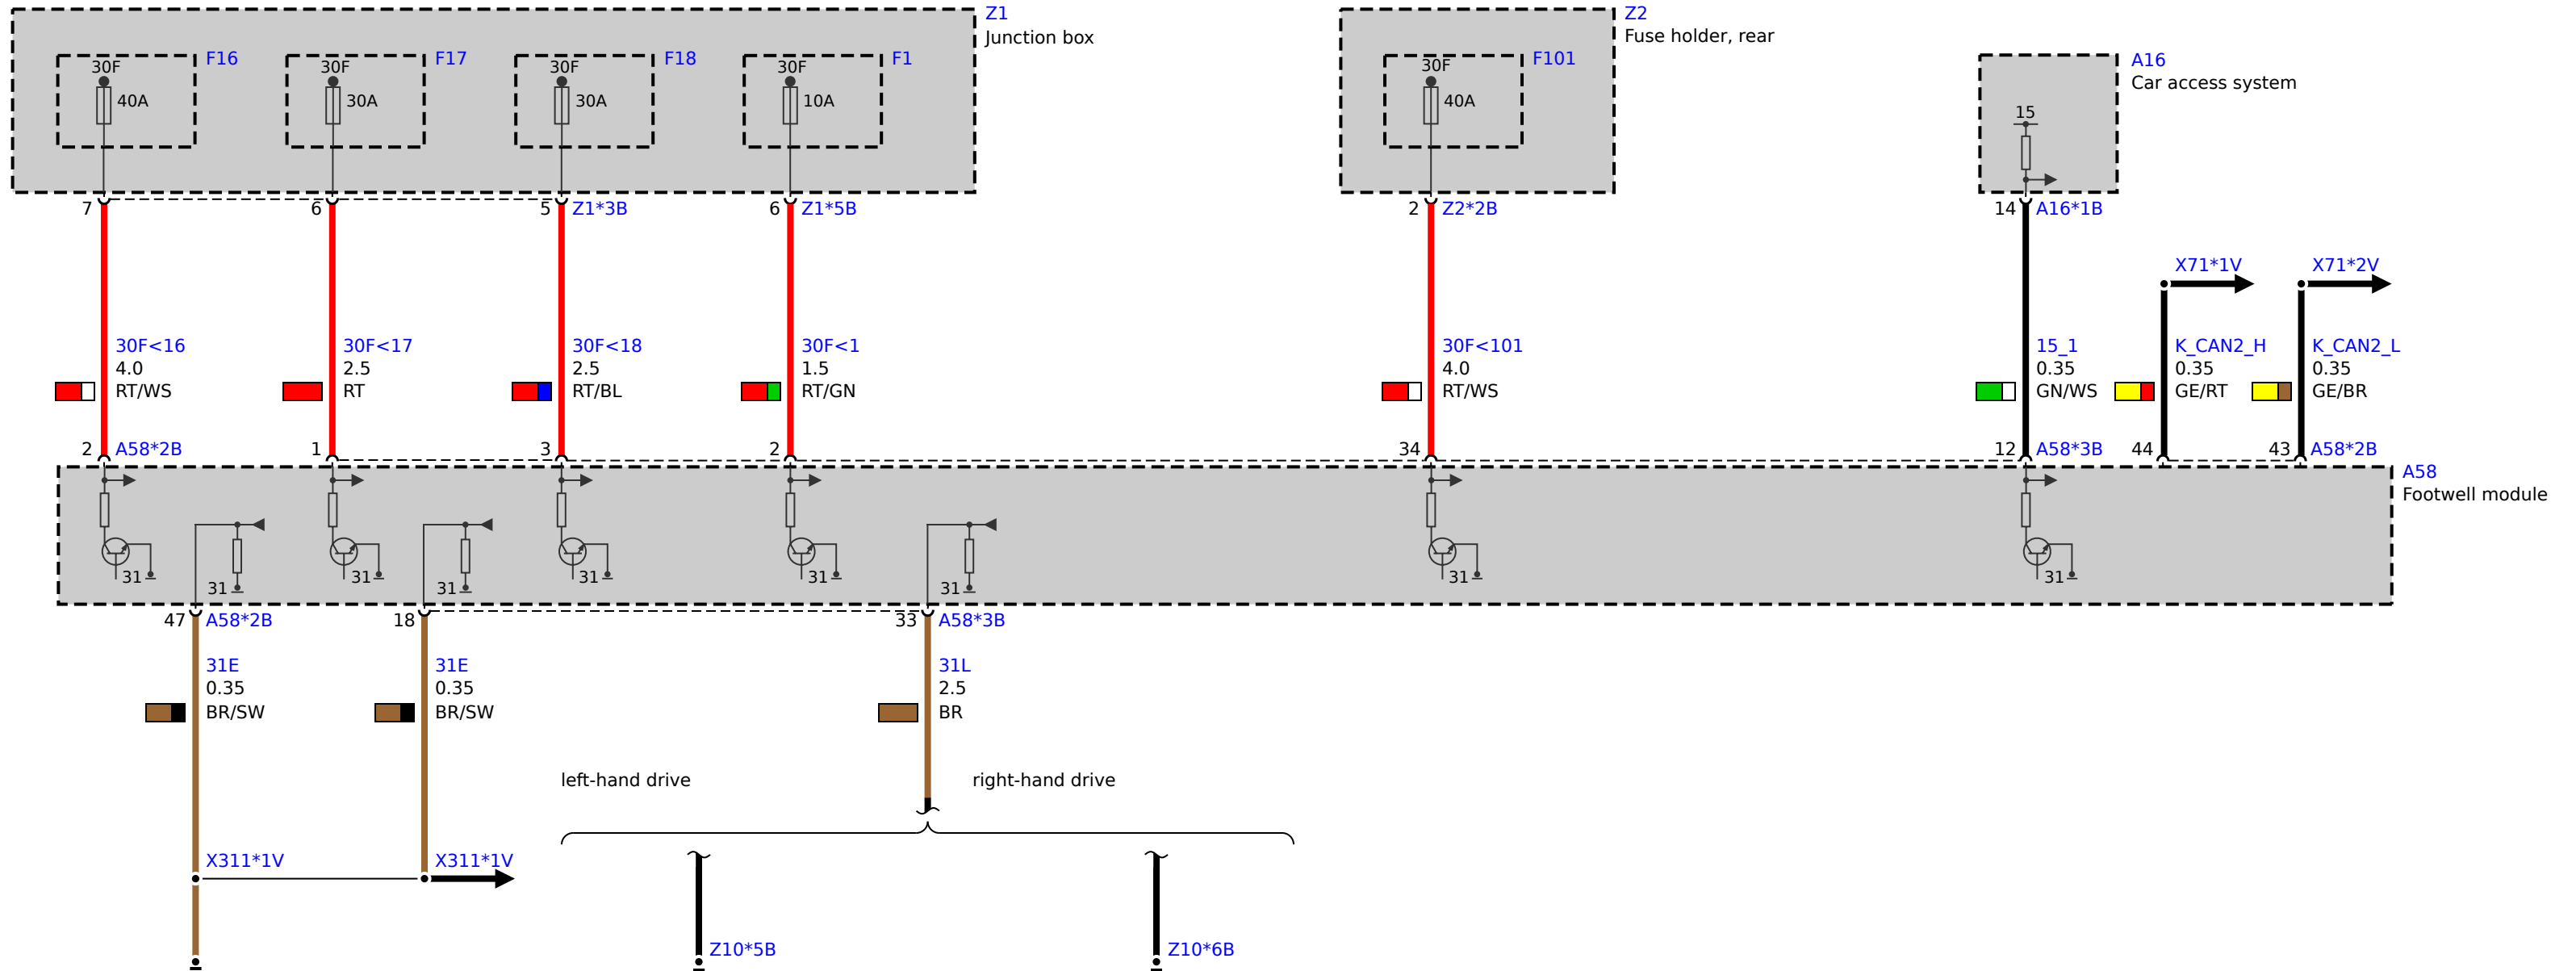 Z1
Junction box
Z2
Fuse holder, rear
30F F16
40A
30F F17
30A
30F F18
30A
30F F1
10A
30F F101
40A
A16
Car access system
15
7
6
5 Z1*3B
6 Z1*5B
2 Z2*2B
14 A16*1B
X71*1V
X71*2V
30F<16
4.0
RT/WS
30F<17
2.5
RT
30F<18
2.5
RT/BL
30F<1
1.5
RT/GN
30F<101
4.0
RT/WS
15_1
0.35
GN/WS
K_CAN2_H
0.35
GE/RT
K_CAN2_L
0.35
GE/BR
2 A58*2B
1
3
2
34
12 A58*3B
44
43 A58*2B
A58
Footwell module
31
31
31
31
31
31
31
31
31
47 A58*2B
18
33 A58*3B
31E
0.35
BR/SW
31E
0.35
BR/SW
31L
2.5
BR
left-hand drive
right-hand drive
X311*1V
X311*1V
Z10*5B
Z10*6B